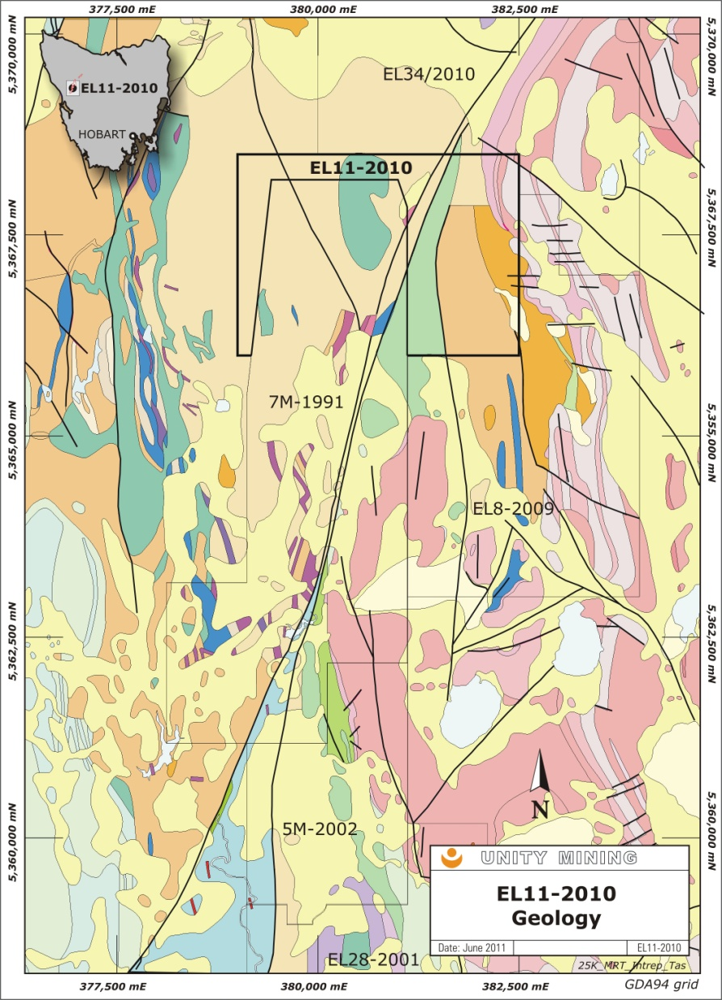 377,500 mE
380,000 mE
382,500 mE
5,370,000 mN
5,370,000 mN
EL34/2010
EL11-2010
HOBART
EL11-2010
5,367,500 mN
5,367,500 mN
7M-1991
5,365,000 mN
5,355,000 mN
EL8-2009
5,362,500 mN
5,362,500 mN
N
5M-2002
5,360,000 mN
5,360,000 mN
UNITY MINING
EL11-2010
Geology
Date: June 2011
EL11-2010
EL28-2001
25K_MRT_Intrep_Tas
377,500 mE
380,000 mE
382,500 mE
GDA94 grid